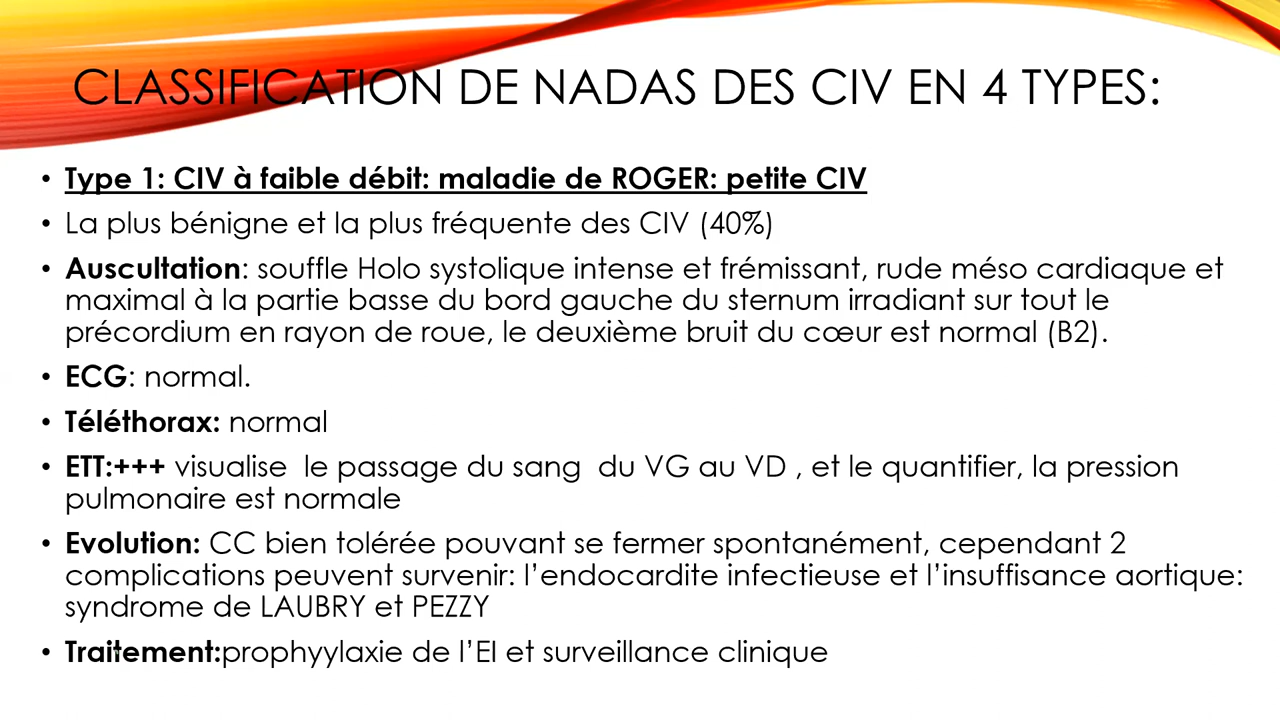 CLASSIFICATION DE NADAS DES CIV EN 4 TYPES:
• Type 1: CIV à faible débit: maladie de ROGER: petite CIV
• La plus bénigne et la plus fréquente des CIV (40%)
• Auscultation: souffle Holo systolique intense et frémissant, rude méso cardiaque et
maximal à la partie basse du bord gauche du sternum irradiant sur tout le
précordium en rayon de roue, le deuxième bruit du cœur est normal (B2).
• ECG: normal.
• Téléthorax: normal
• ETT:+++ visualise  le passage du sang  du VG au VD , et le quantifier, la pression
pulmonaire est normale
• Evolution: CC bien tolérée pouvant se fermer spontanément, cependant 2
complications peuvent survenir: l’endocardite infectieuse et l’insuffisance aortique:
syndrome de LAUBRY et PEZZY
• Traitement:prophyylaxie de l’EI et surveillance clinique